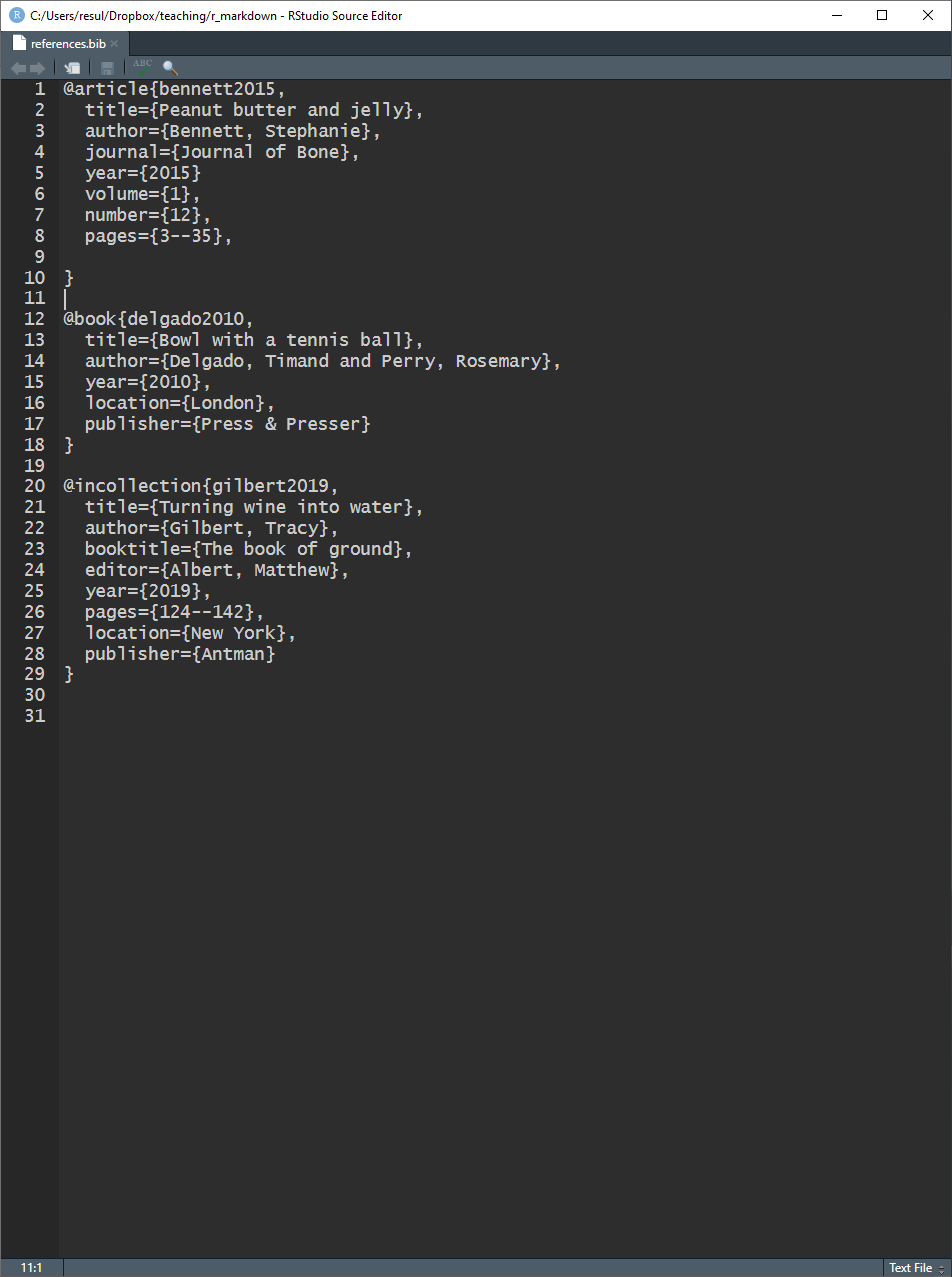 R C:/Users/resul/Dropbox/teaching/r_markdown - RStudio Source Editor
references.bib
ABC
1 @article{bennett2015,
2   title={Peanut butter and jelly},
3   author={Bennett, Stephanie},
4   journal={Journal of Bone},
5   year={2015}
6   volume={1},
7   number={12},
8   pages={3--35},
9
10 }
11
12 @book{delgado2010,
13   title={Bowl with a tennis ball},
14   author={Delgado, Timand and Perry, Rosemary},
15   year={2010},
16   location={London},
17   publisher={Press & Presser}
18 }
19
20 @incollection{gilbert2019,
21   title={Turning wine into water},
22   author={Gilbert, Tracy},
23   booktitle={The book of ground},
24   editor={Albert, Matthew},
25   year={2019},
26   pages={124--142},
27   location={New York},
28   publisher={Antman}
29 }
30
31
11:1 Text File